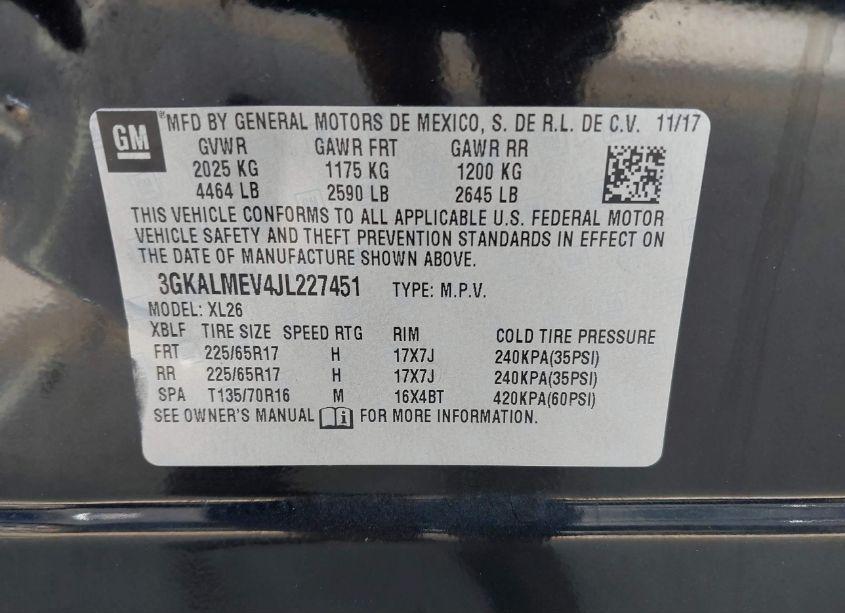 GM ® MFD BY GENERAL MOTORS DE MEXICO, S. DE R.L. DE C.V. 11/17
GVWR GAWR FRT GAWR RR
2025 KG 1175 KG 1200 KG
4464 LB 2590 LB 2645 LB
THIS VEHICLE CONFORMS TO ALL APPLICABLE U.S. FEDERAL MOTOR
VEHICLE SAFETY AND THEFT PREVENTION STANDARDS IN EFFECT ON
THE DATE OF MANUFACTURE SHOWN ABOVE.
3GKALMEV4JL227451 TYPE: M.P.V.
MODEL: XL26
XBLF TIRE SIZE SPEED RTG RIM COLD TIRE PRESSURE
FRT 225/65R17 H 17X7J 240KPA(35PSI)
RR 225/65R17 H 17X7J 240KPA(35PSI)
SPA T135/70R16 M 16X4BT 420KPA(60PSI)
SEE OWNER'S MANUAL i FOR MORE INFORMATION.